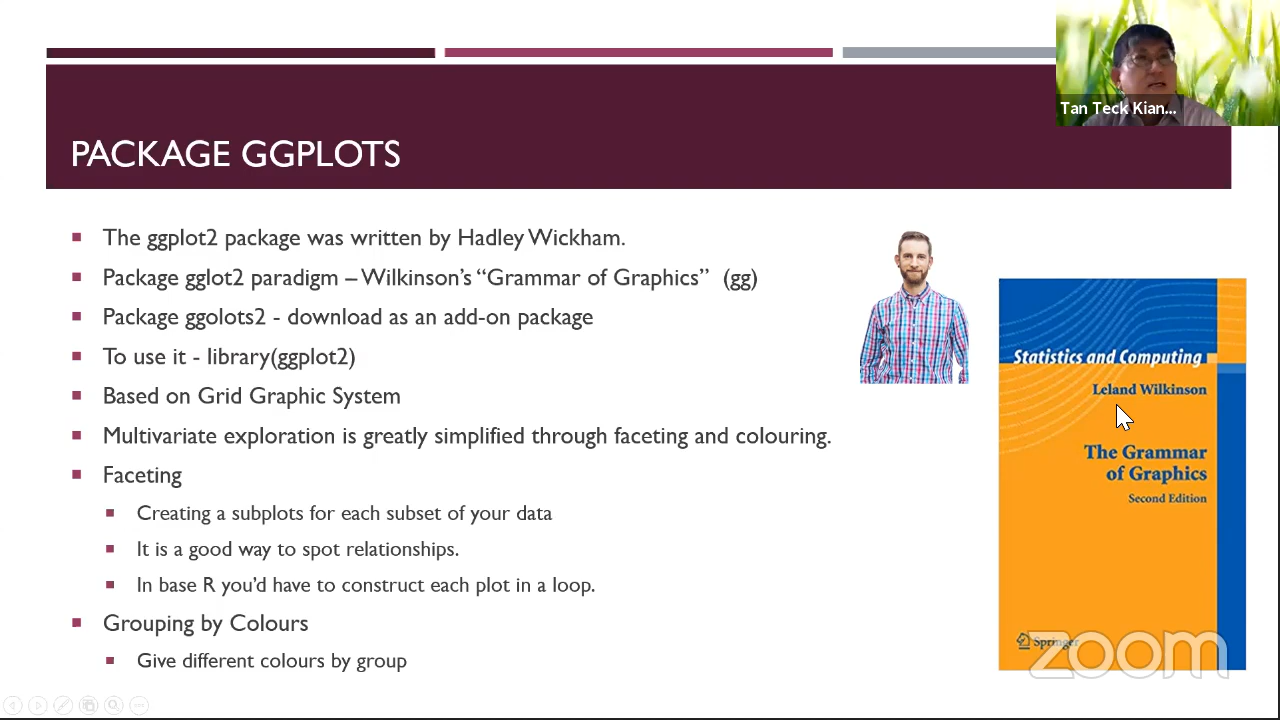 Tan Teck Kian...
PACKAGE GGPLOTS
The ggplot2 package was written by Hadley Wickham.
Package gglot2 paradigm – Wilkinson's “Grammar of Graphics” (gg)
Package ggolots2 - download as an add-on package
To use it - library(ggplot2)
Based on Grid Graphic System
Multivariate exploration is greatly simplified through faceting and colouring.
Faceting
Creating a subplots for each subset of your data
It is a good way to spot relationships.
In base R you'd have to construct each plot in a loop.
Grouping by Colours
Give different colours by group
Statistics and Computing
Leland Wilkinson
The Grammar
of Graphics
Second Edition
Springer
zoom